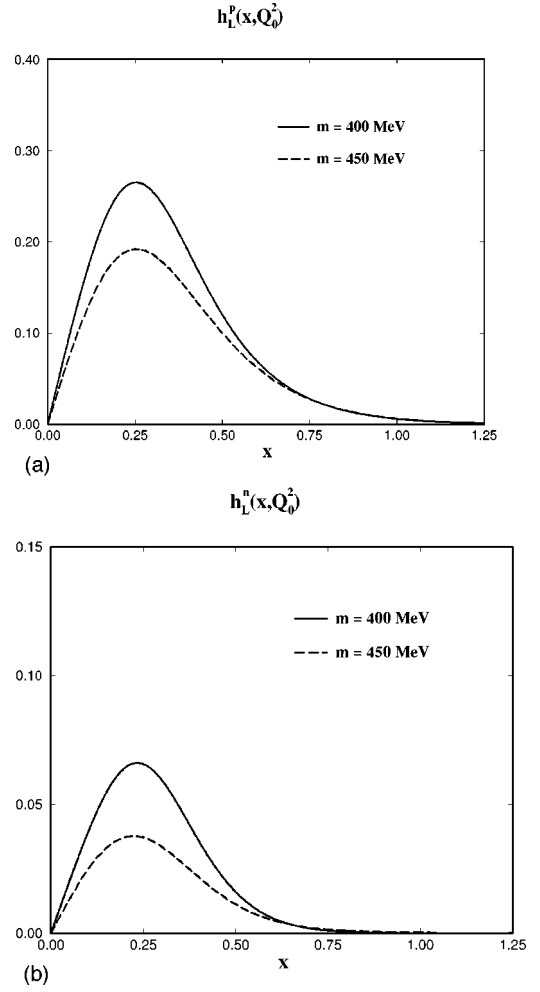 h_L^p(x,Q_0^2)
0.40
m = 400 MeV
m = 450 MeV
0.30
0.20
0.10
0.00
0.00 0.25 0.50 0.75 1.00 1.25
x
(a)
h_L^n(x,Q_0^2)
0.15
m = 400 MeV
m = 450 MeV
0.10
0.05
0.00
0.00 0.25 0.50 0.75 1.00 1.25
x
(b)